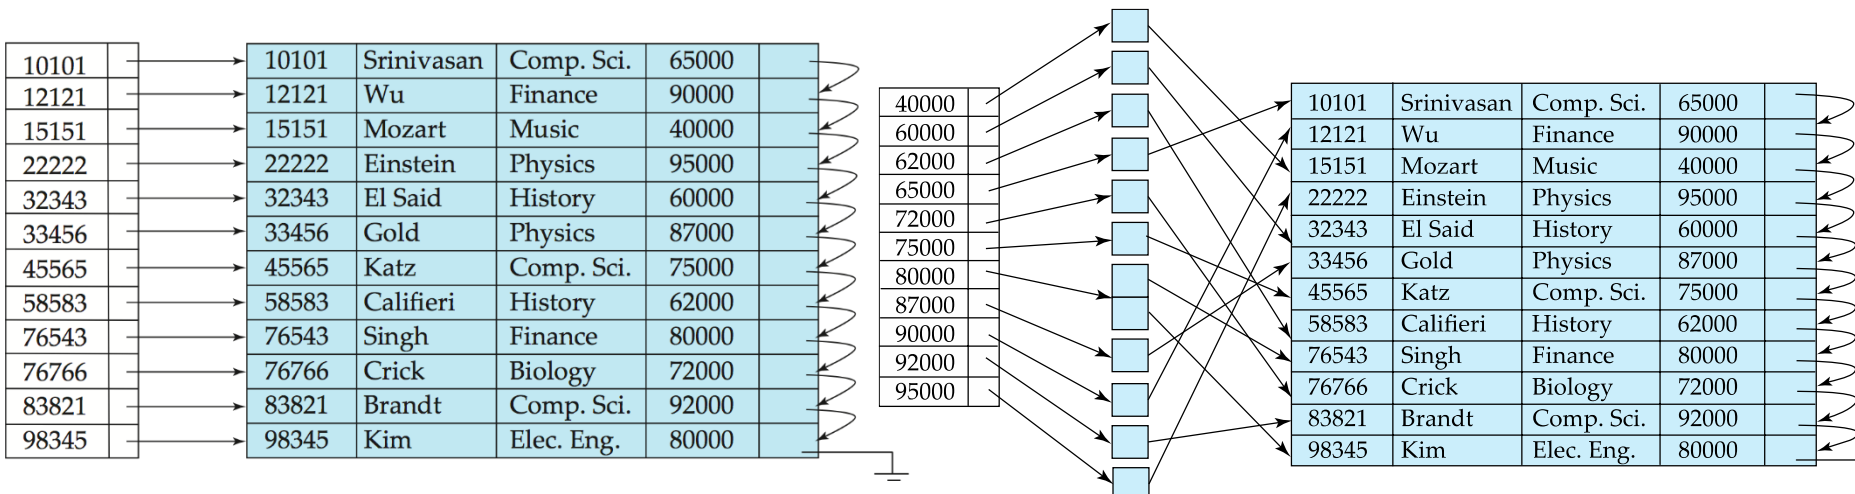 10101
12121
15151
22222
32343
33456
45565
58583
76543
76766
83821
98345
10101 Srinivasan Comp. Sci. 65000
12121 Wu Finance 90000
15151 Mozart Music 40000
22222 Einstein Physics 95000
32343 El Said History 60000
33456 Gold Physics 87000
45565 Katz Comp. Sci. 75000
58583 Califieri History 62000
76543 Singh Finance 80000
76766 Crick Biology 72000
83821 Brandt Comp. Sci. 92000
98345 Kim Elec. Eng. 80000
40000
60000
62000
65000
72000
75000
80000
87000
90000
92000
95000
10101 Srinivasan Comp. Sci. 65000
12121 Wu Finance 90000
15151 Mozart Music 40000
22222 Einstein Physics 95000
32343 El Said History 60000
33456 Gold Physics 87000
45565 Katz Comp. Sci. 75000
58583 Califieri History 62000
76543 Singh Finance 80000
76766 Crick Biology 72000
83821 Brandt Comp. Sci. 92000
98345 Kim Elec. Eng. 80000